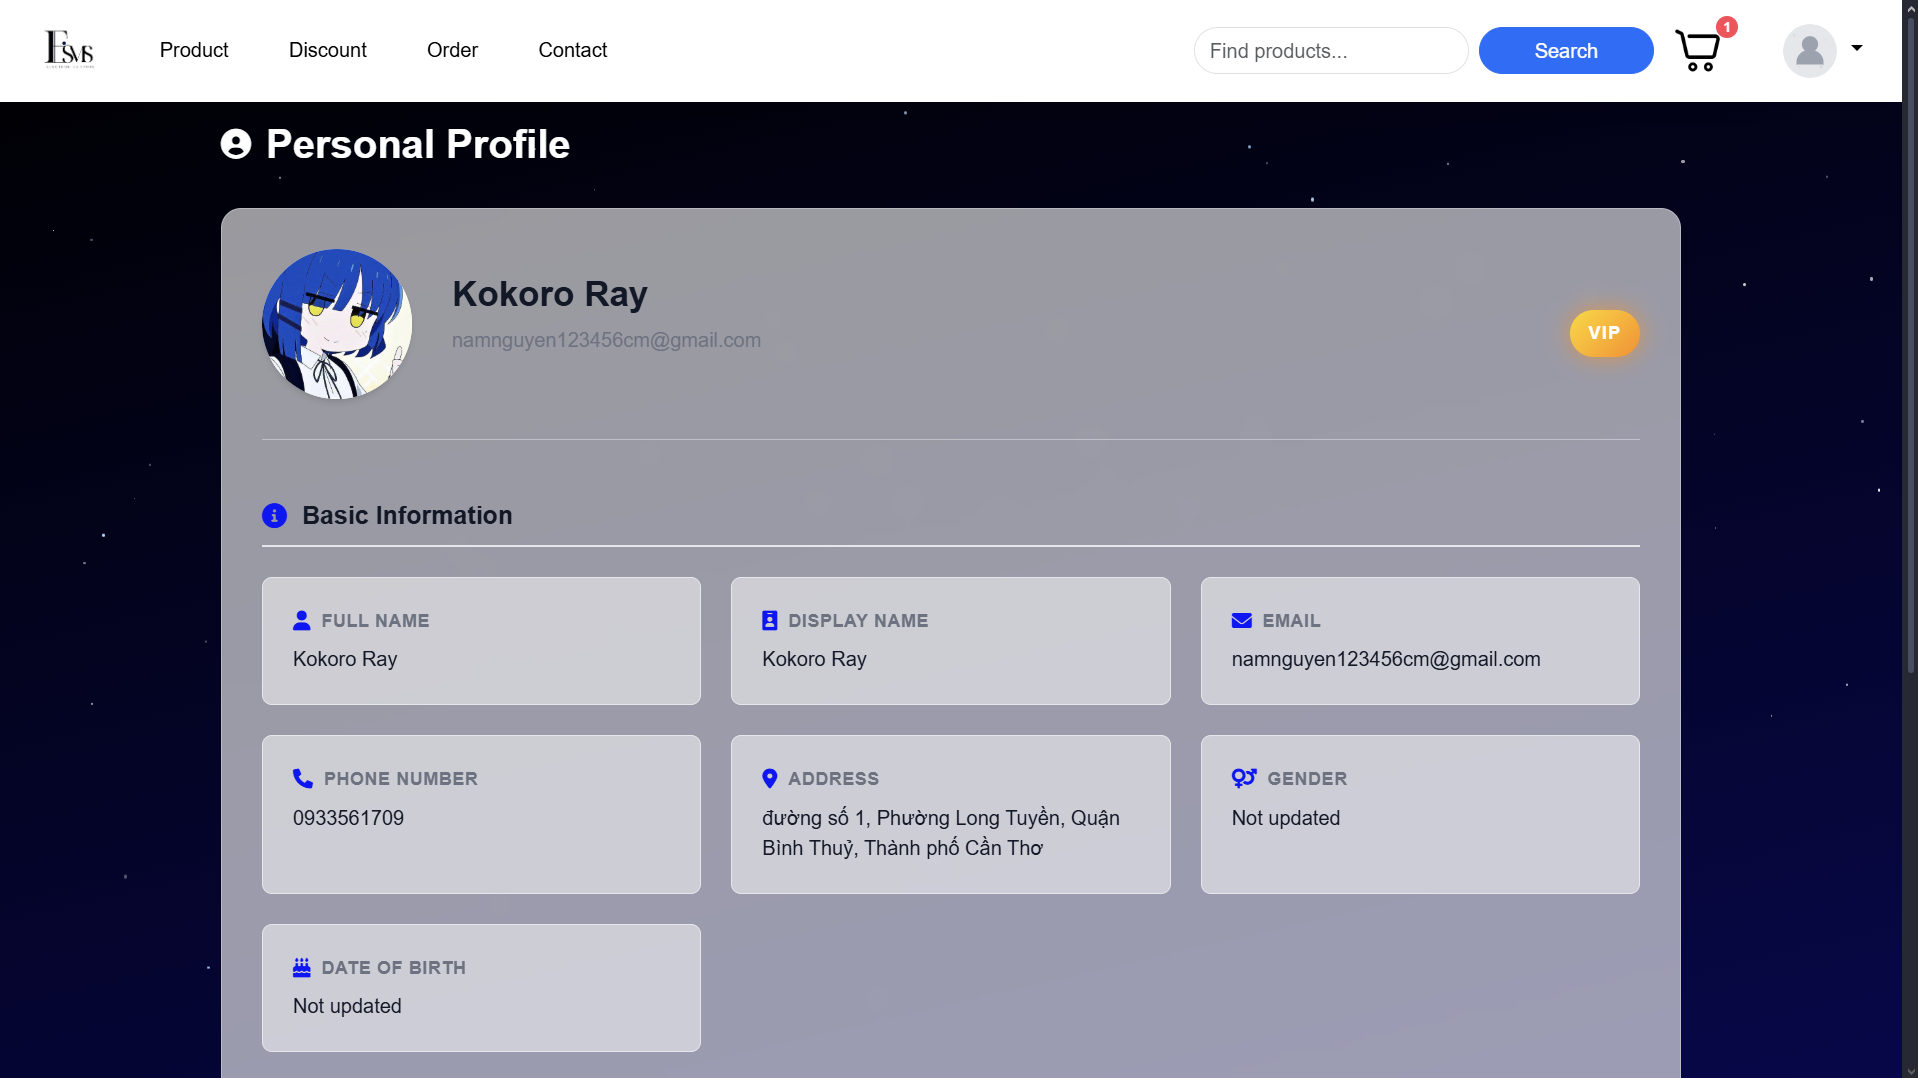 ESMS
Product
Discount
Order
Contact
Find products...
Search
1
Personal Profile
Kokoro Ray
namnguyen123456cm@gmail.com
VIP
Basic Information
FULL NAME
Kokoro Ray
DISPLAY NAME
Kokoro Ray
EMAIL
namnguyen123456cm@gmail.com
PHONE NUMBER
0933561709
ADDRESS
đường số 1, Phường Long Tuyền, Quận
Bình Thuỷ, Thành phố Cần Thơ
GENDER
Not updated
DATE OF BIRTH
Not updated